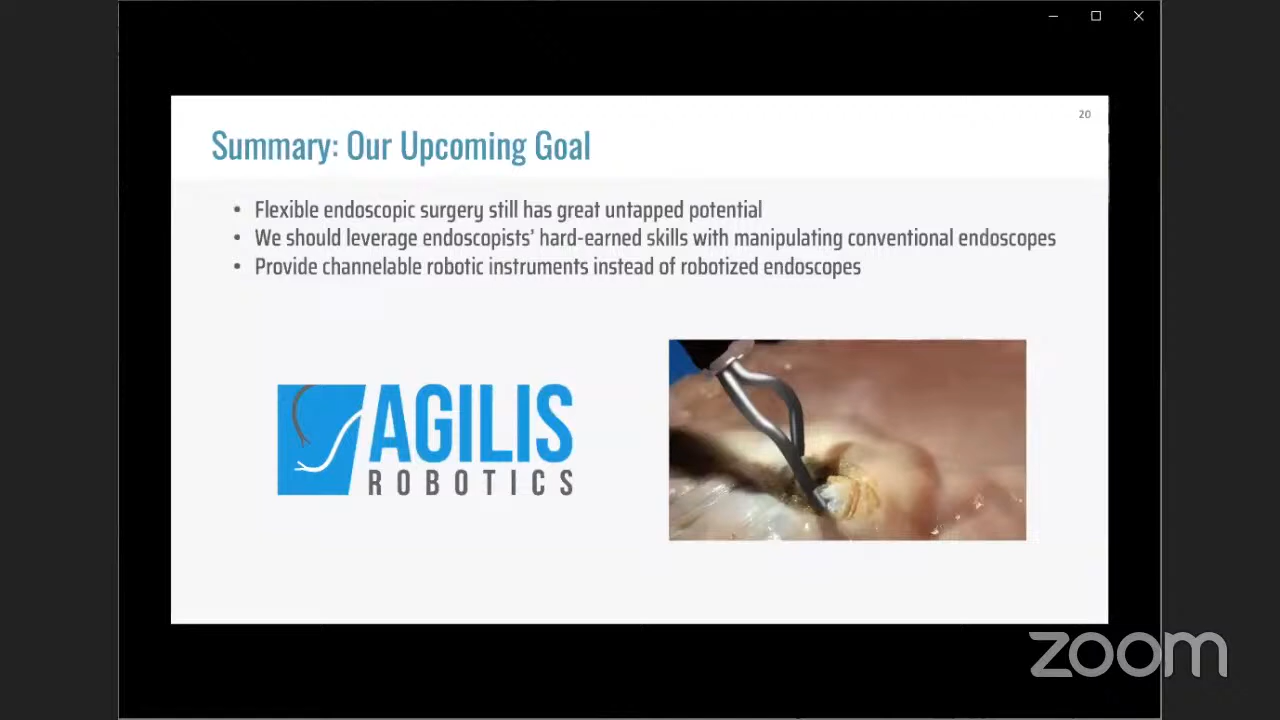 20
Summary: Our Upcoming Goal
• Flexible endoscopic surgery still has great untapped potential
• We should leverage endoscopists’ hard-earned skills with manipulating conventional endoscopes
• Provide channelable robotic instruments instead of robotized endoscopes
AGILIS
ROBOTICS
zoom